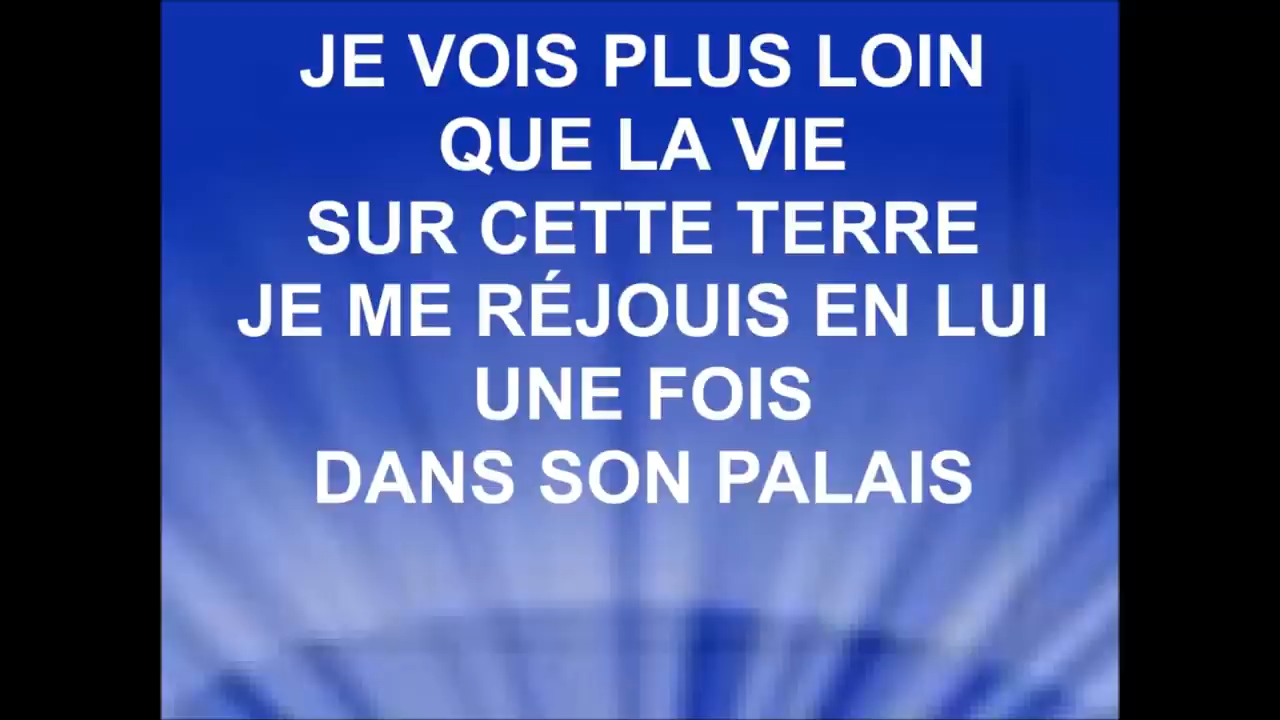 JE VOIS PLUS LOIN
QUE LA VIE
SUR CETTE TERRE
JE ME RÉJOUIS EN LUI
UNE FOIS
DANS SON PALAIS